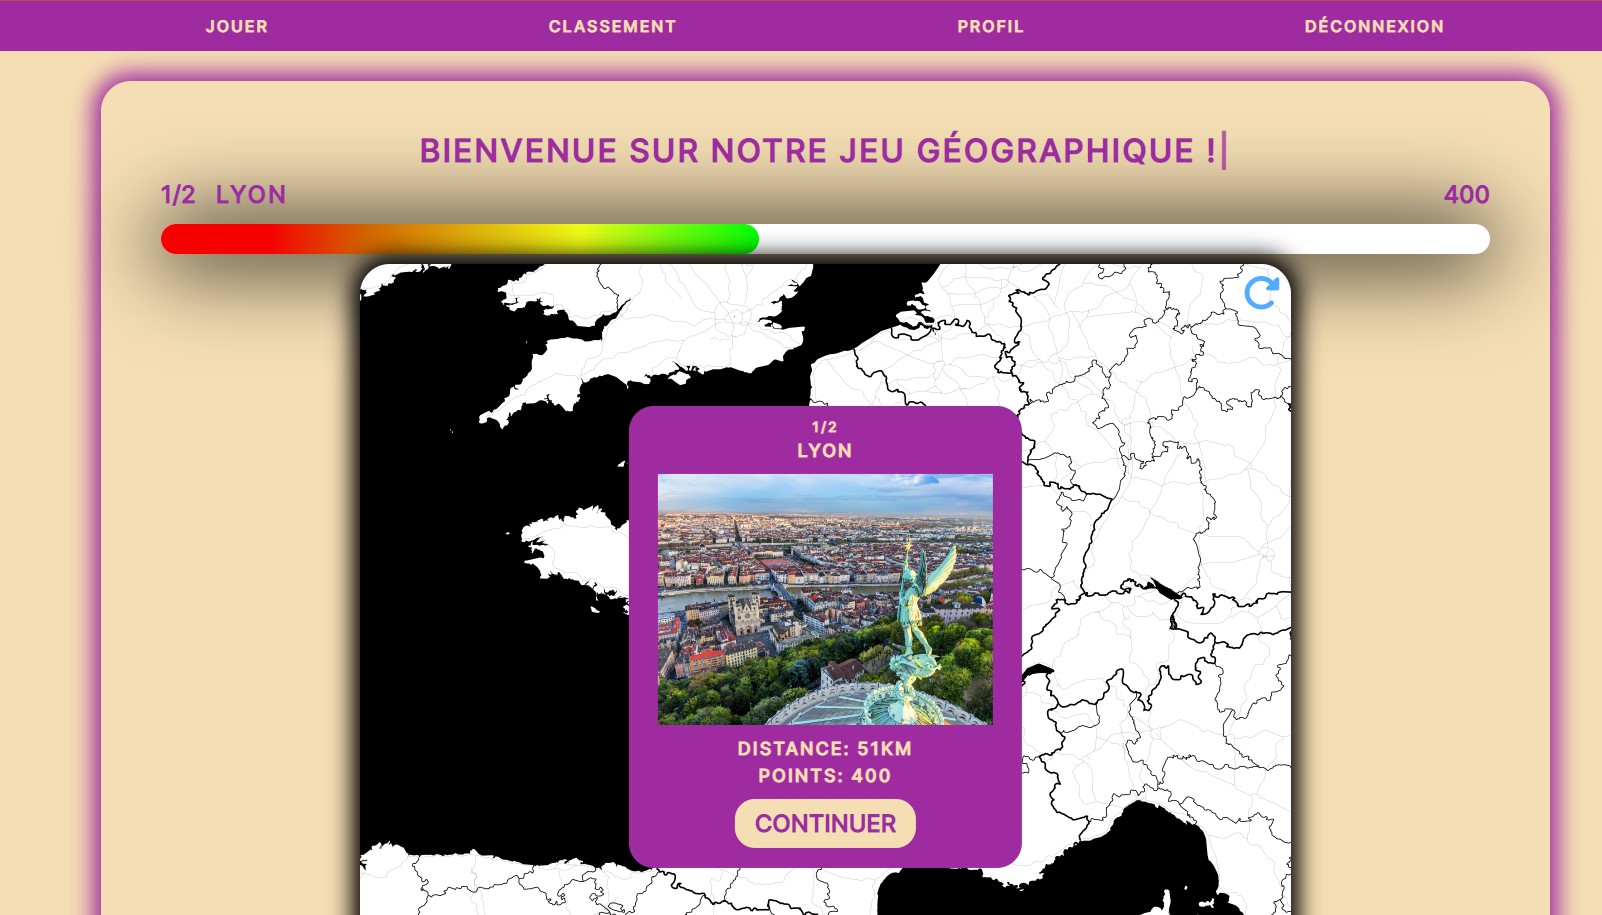 JOUER CLASSEMENT PROFIL DÉCONNEXION
BIENVENUE SUR NOTRE JEU GÉOGRAPHIQUE !
1/2 LYON 400
1/2
LYON
DISTANCE: 51KM
POINTS: 400
CONTINUER